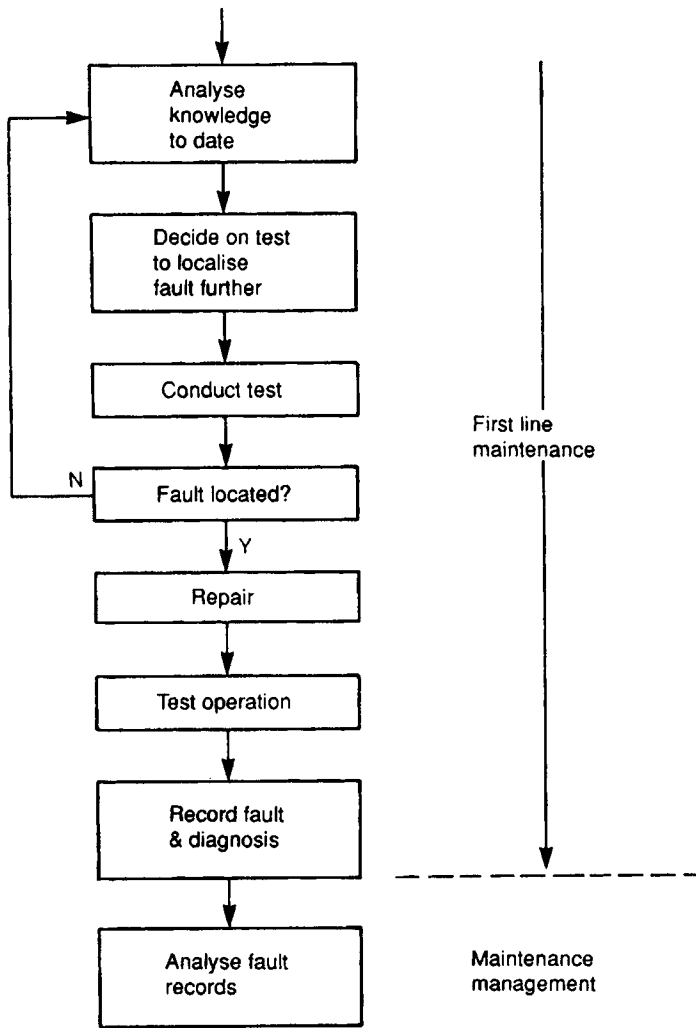 Analyse
knowledge
to date
Decide on test
to localise
fault further
Conduct test
N
Fault located?
Y
Repair
Test operation
Record fault
& diagnosis
Analyse fault
records
First line
maintenance
Maintenance
management